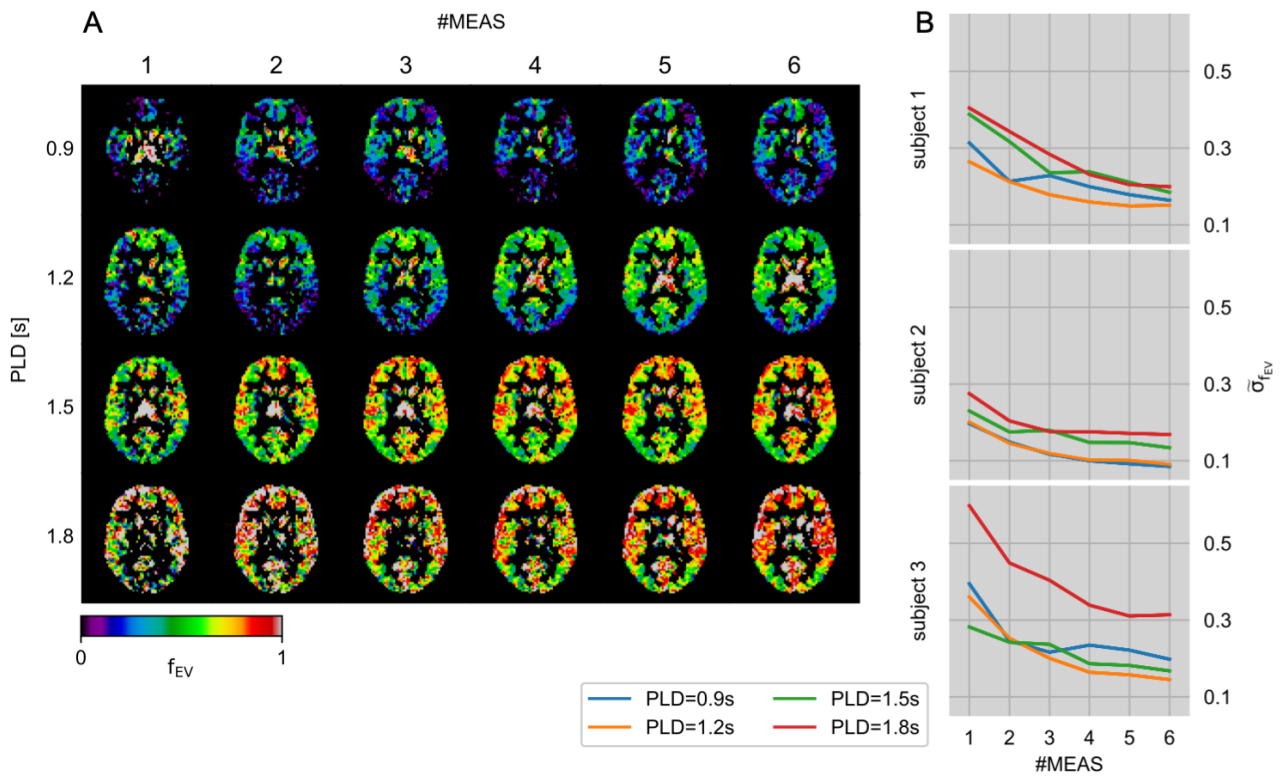 A
#MEAS
1 2 3 4 5 6
PLD [s]
0.9
1.2
1.5
1.8
0 1
f_EV
B
subject 1
0.5
0.3
0.1
subject 2
0.5
0.3
0.1
σ̃_f_EV
subject 3
0.5
0.3
0.1
1 2 3 4 5 6
#MEAS
PLD=0.9s PLD=1.5s
PLD=1.2s PLD=1.8s